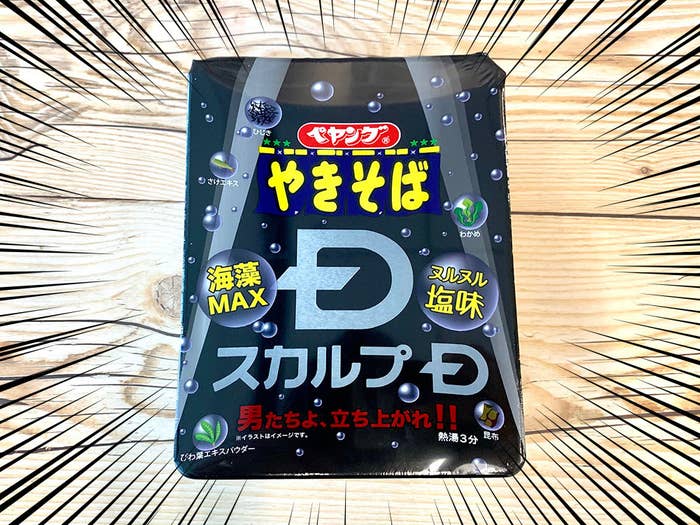 ひじき
ペヤング®
さけエキス
やきそば
わかめ
海藻
MAX
D
ヌルヌル
塩味
スカルプD
男たちよ、立ち上がれ!!
※イラストはイメージです。
熱湯3分
昆布
びわ葉エキスパウダー